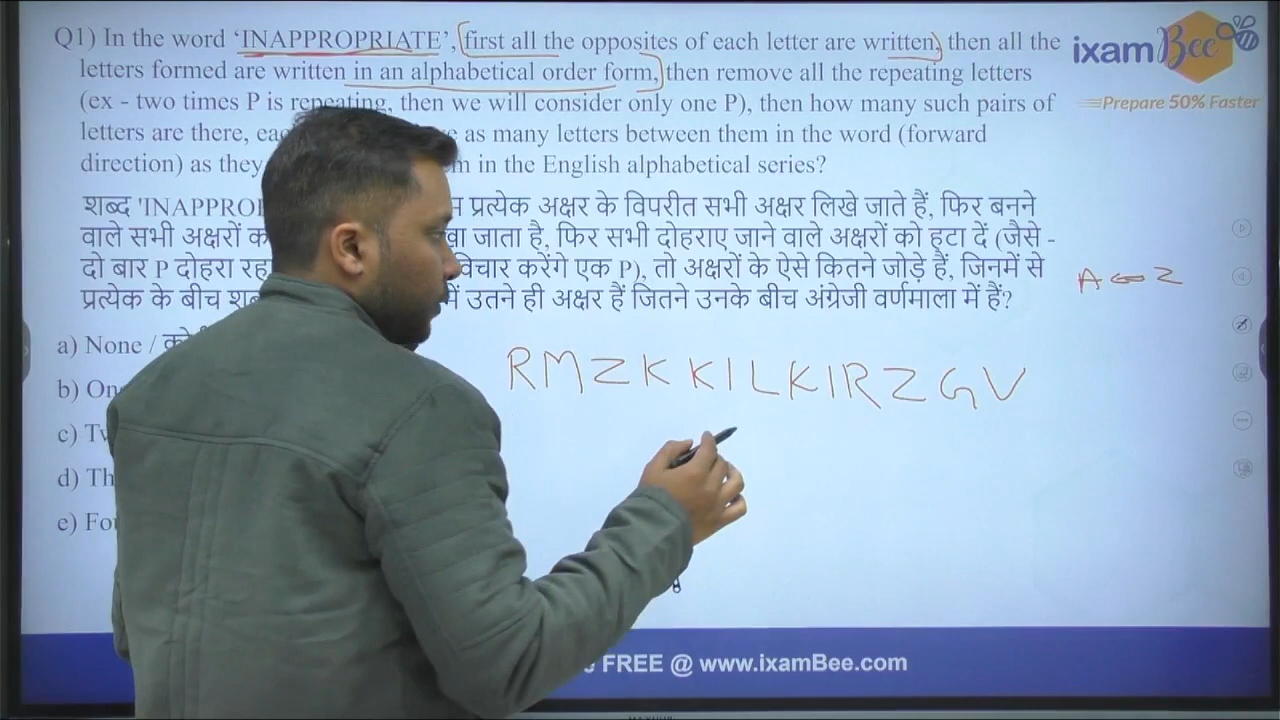 Q1) In the word ‘INAPPROPRIATE’, first all the opposites of each letter are written, then all the
letters formed are written in an alphabetical order form, then remove all the repeating letters
(ex - two times P is repeating, then we will consider only one P), then how many such pairs of
letters are there, as many letters between them in the word (forward
direction) as they in the English alphabetical series?
शब्द प्रत्येक अक्षर के विपरीत सभी अक्षर लिखे जाते हैं, फिर बनने
वाले सभी अक्षरों जाता है, फिर सभी दोहराए जाने वाले अक्षरों को हटा दें (जैसे -
दो बार P दोहरा करेंगे एक P), तो अक्षरों के ऐसे कितने जोड़े हैं, जिनमें से
प्रत्येक के बीच में उतने ही अक्षर हैं जितने उनके बीच अंग्रेजी वर्णमाला में हैं?
a) None /
b)
c)
d)
e)
RMZKKILKIRZGV
A ↔ Z
ixamBee
Prepare 50% Faster
FREE @ www.ixamBee.com